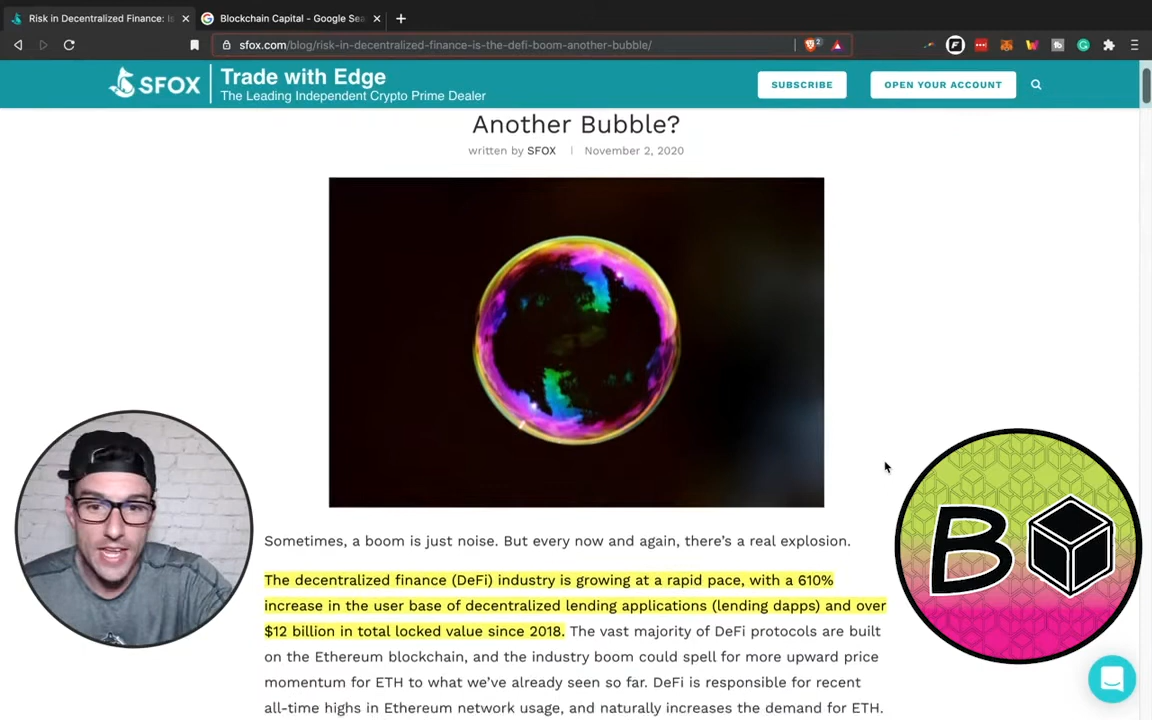 Risk in Decentralized Finance: Is
Blockchain Capital - Google Sea
sfox.com/blog/risk-in-decentralized-finance-is-the-defi-boom-another-bubble/
2
SFOX
Trade with Edge
The Leading Independent Crypto Prime Dealer
SUBSCRIBE
OPEN YOUR ACCOUNT
Another Bubble?
written by SFOX | November 2, 2020
Sometimes, a boom is just noise. But every now and again, there’s a real explosion.
The decentralized finance (DeFi) industry is growing at a rapid pace, with a 610%
increase in the user base of decentralized lending applications (lending dapps) and over
$12 billion in total locked value since 2018. The vast majority of DeFi protocols are built
on the Ethereum blockchain, and the industry boom could spell for more upward price
momentum for ETH to what we’ve already seen so far. DeFi is responsible for recent
all-time highs in Ethereum network usage, and naturally increases the demand for ETH.
B